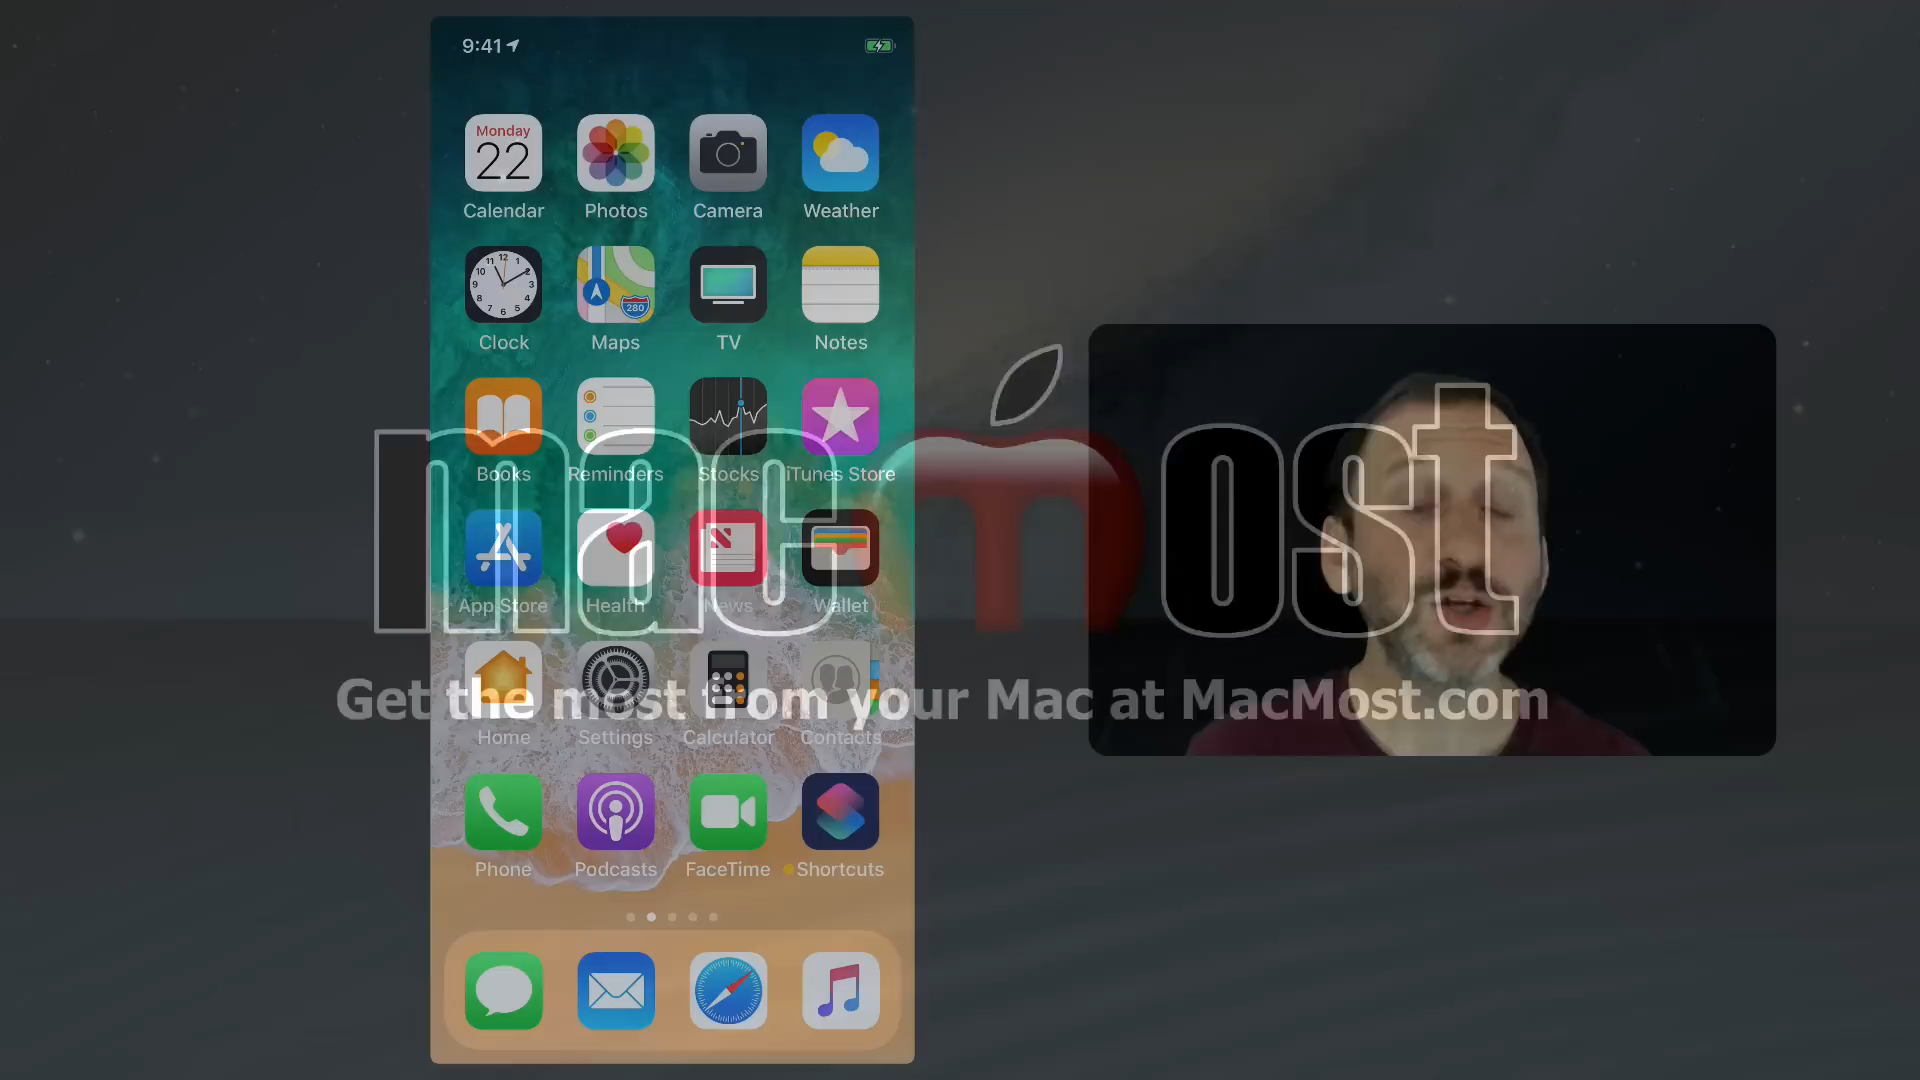 9:41
Monday
22
Calendar Photos Camera Weather
280
Clock Maps TV Notes
Books Reminders Stocks iTunes Store
macmost
App Store Health News Wallet
Get the most from your Mac at MacMost.com
Home Settings Calculator Contacts
Phone Podcasts FaceTime Shortcuts